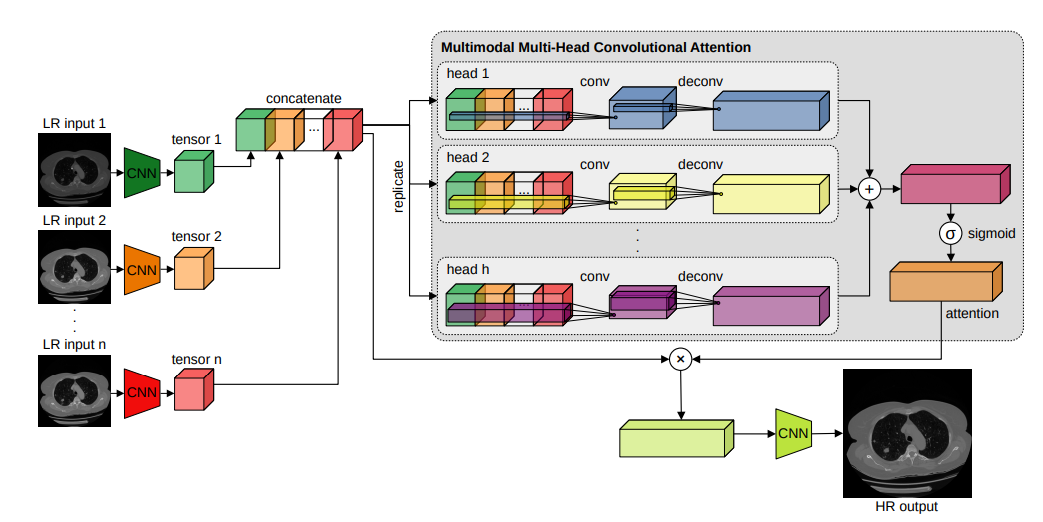 Multimodal Multi-Head Convolutional Attention
head 1
conv
deconv
...
concatenate
...
LR input 1
tensor 1
CNN
replicate
head 2
conv
deconv
...
LR input 2
tensor 2
CNN
+
σ
sigmoid
head h
conv
deconv
...
attention
LR input n
tensor n
CNN
×
CNN
HR output